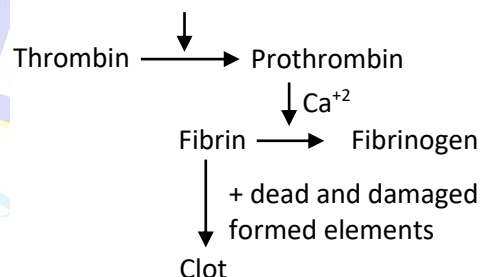 Thrombin Prothrombin
Ca+2
Fibrin Fibrinogen
+ dead and damaged
formed elements
Clot